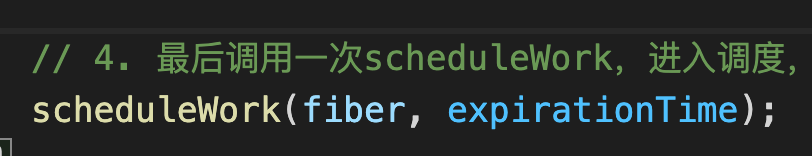 // 4. 最后调用一次scheduleWork，进入调度，
scheduleWork(fiber, expirationTime);